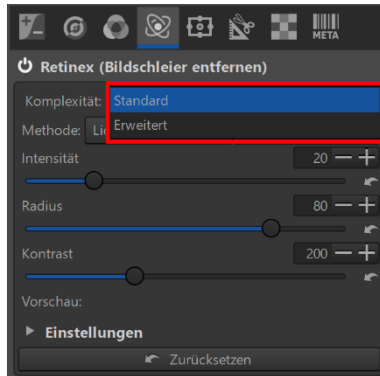 META
Retinex (Bildschleier entfernen)
Komplexität: Standard
Erweitert
Methode:
Intensität 20
Radius 80
Kontrast 200
Vorschau:
Einstellungen
Zurücksetzen